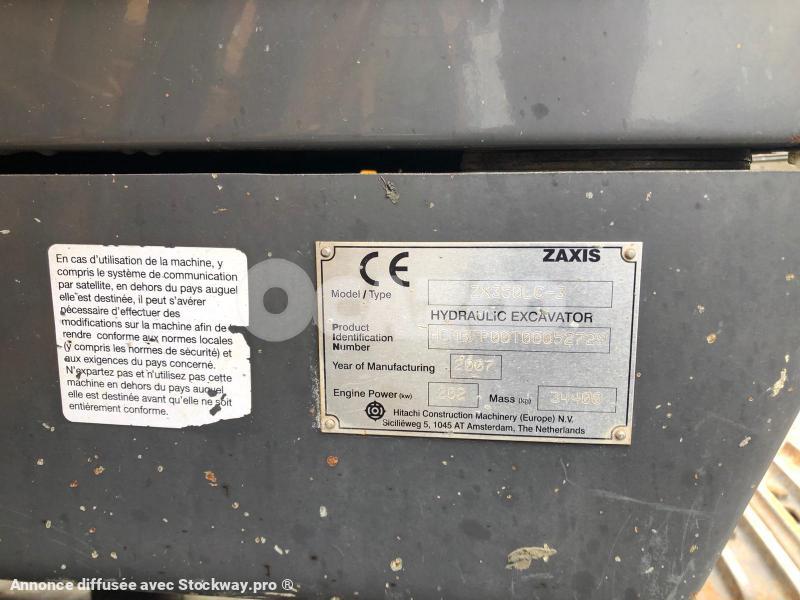 En cas d'utilisation de la machine, y
compris le système de communication
par satellite, en dehors du pays auquel
elle est destinée, il peut s'avérer
nécessaire d'effectuer des
modifications sur la machine afin de
rendre conforme aux normes locales
(y compris les normes de sécurité) et
aux exigences du pays concerné.
N'exportez pas et n'utilisez pas cette
machine en dehors du pays auquel
elle est destinée avant qu'elle ne soit
entièrement conforme.
CE ZAXIS
Model / Type ZX350LC-3
HYDRAULIC EXCAVATOR
Product
Identification
Number
Year of Manufacturing 2007
Engine Power (kw) 202 Mass (kg) 34400
Hitachi Construction Machinery (Europe) N.V.
Siciliëweg 5, 1045 AT Amsterdam, The Netherlands
Annonce diffusée avec Stockway.pro ®